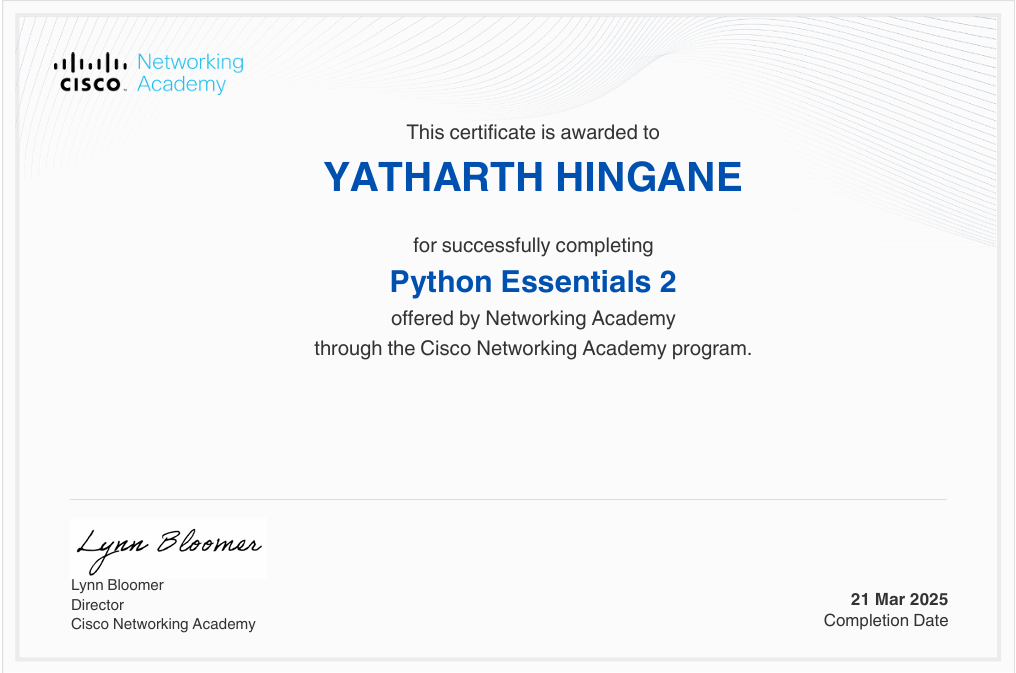 Networking
CISCO Academy
This certificate is awarded to
YATHARTH HINGANE
for successfully completing
Python Essentials 2
offered by Networking Academy
through the Cisco Networking Academy program.
Lynn Bloomer
Lynn Bloomer
Director
Cisco Networking Academy
21 Mar 2025
Completion Date